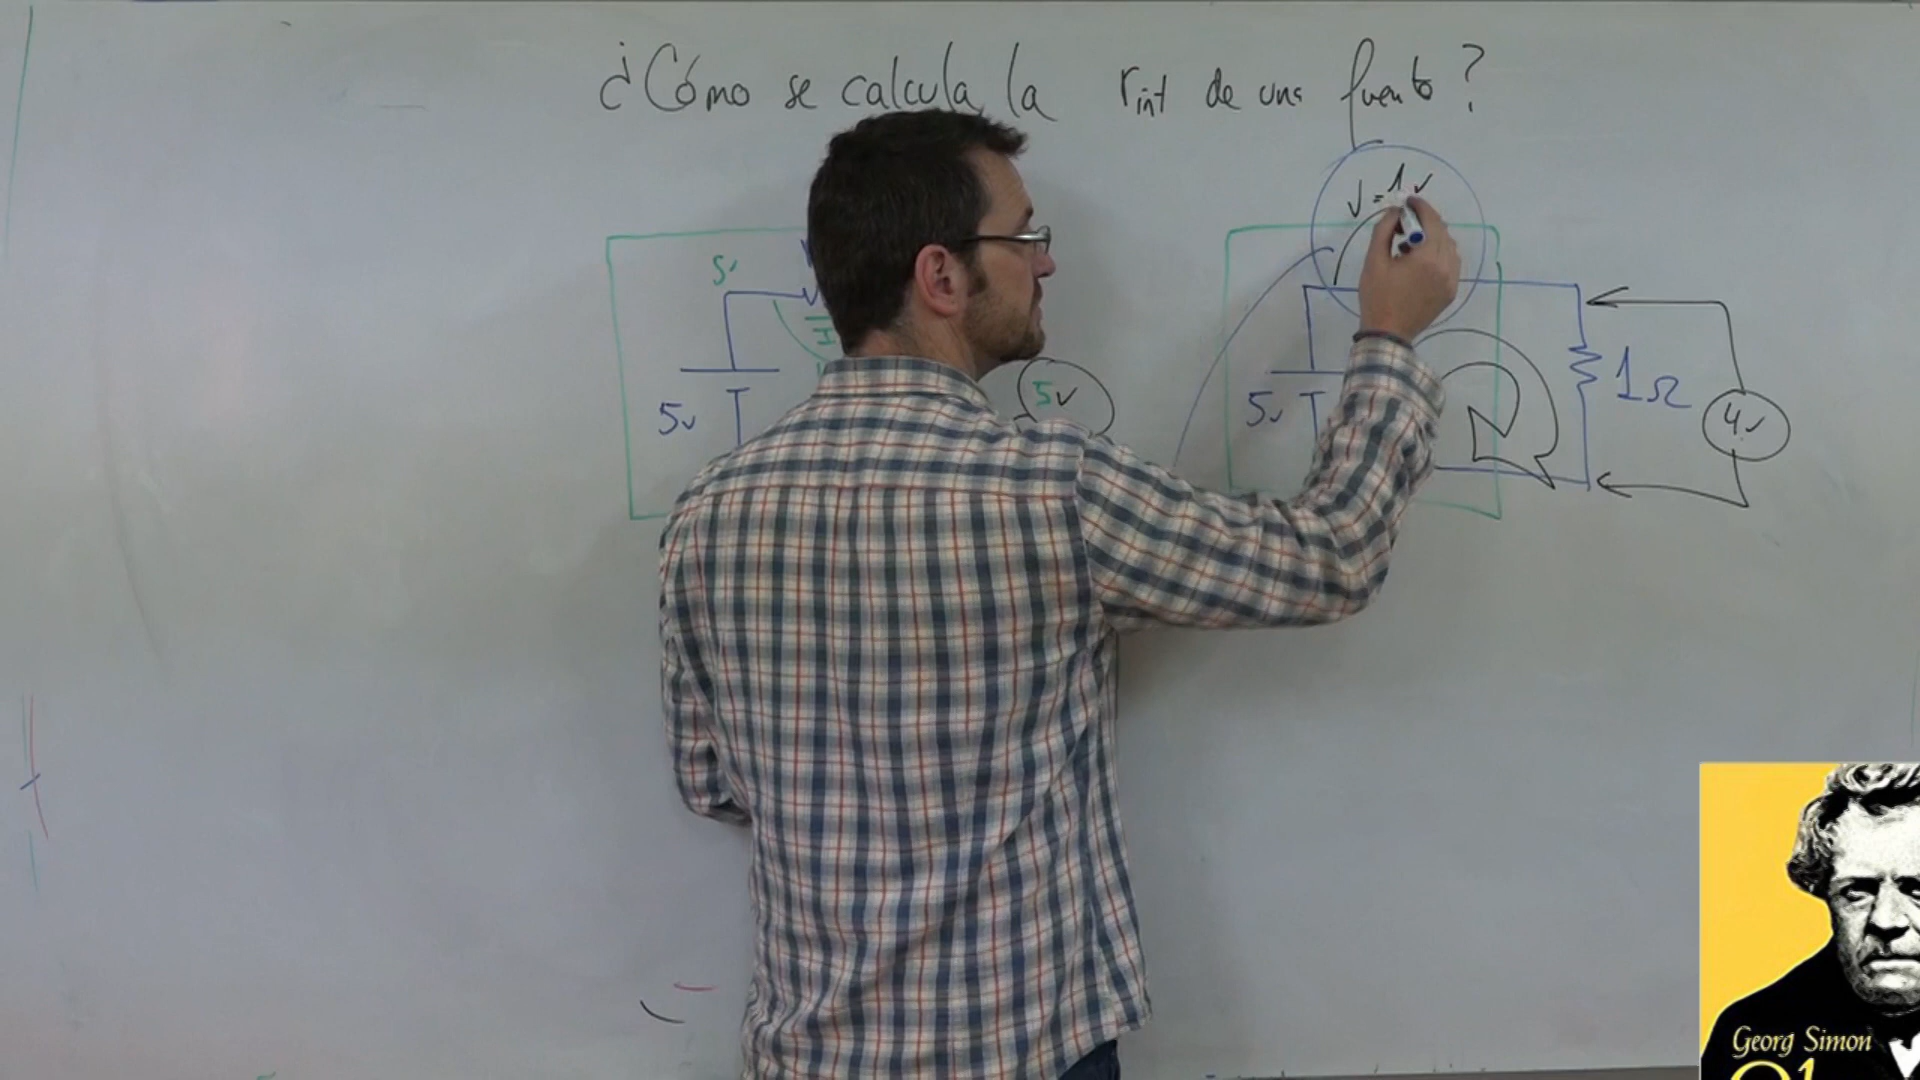 ¿Cómo se calcula la rint de una fuente?
V=1v
5v
5v
5v
5v
1Ω
4v
Georg Simon